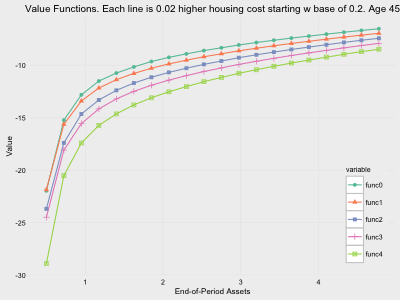 Value Functions. Each line is 0.02 higher housing cost starting w base of 0.2. Age 45
-10
-15
-20
-25
-30
Value
1
2
3
4
End-of-Period Assets
variable
func0
func1
func2
func3
func4